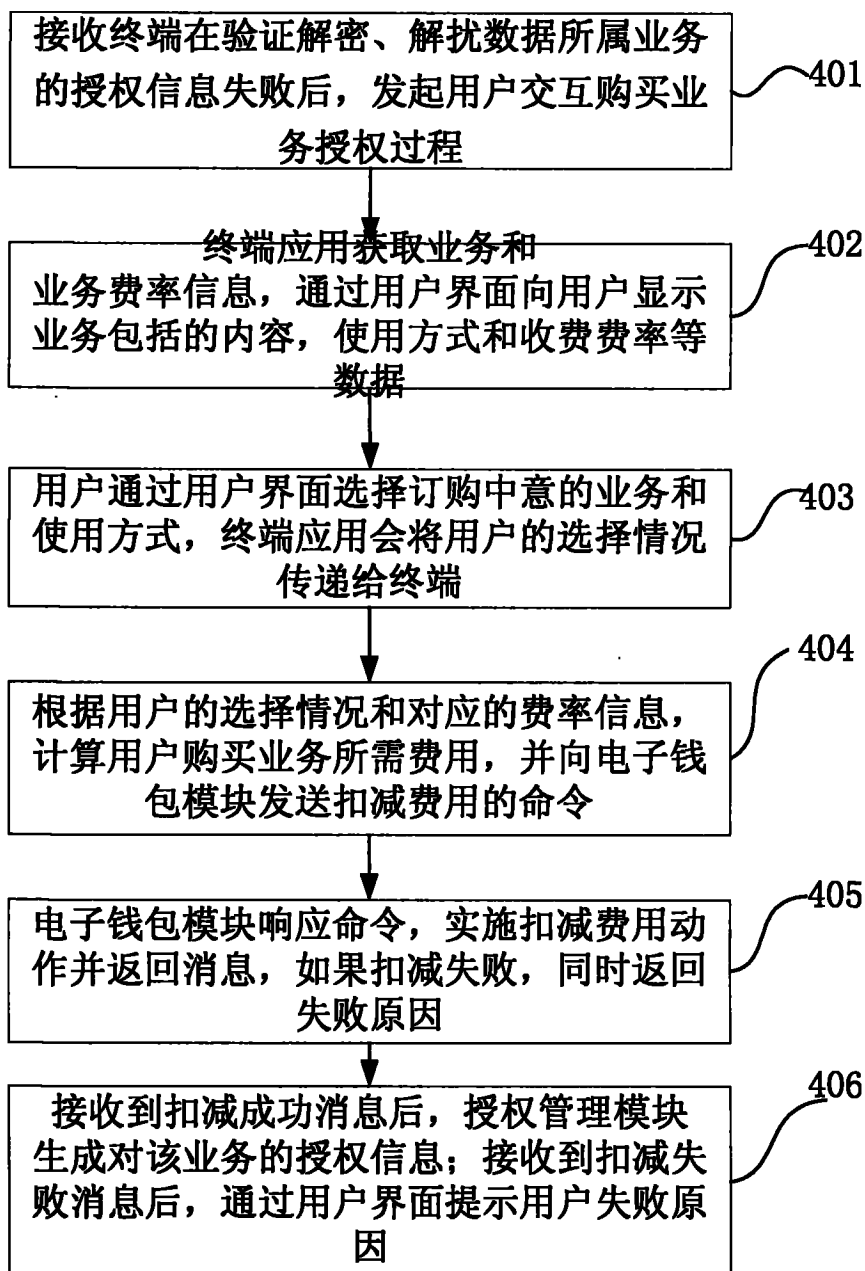 接收终端在验证解密、解扰数据所属业务
的授权信息失败后，发起用户交互购买业
务授权过程
401
终端应用获取业务和
业务费率信息，通过用户界面向用户显示
业务包括的内容，使用方式和收费费率等
数据
402
用户通过用户界面选择订购中意的业务和
使用方式，终端应用会将用户的选择情况
传递给终端
403
根据用户的选择情况和对应的费率信息，
计算用户购买业务所需费用，并向电子钱
包模块发送扣减费用的命令
404
电子钱包模块响应命令，实施扣减费用动
作并返回消息，如果扣减失败，同时返回
失败原因
405
接收到扣减成功消息后，授权管理模块
生成对该业务的授权信息；接收到扣减失
败消息后，通过用户界面提示用户失败原
因
406